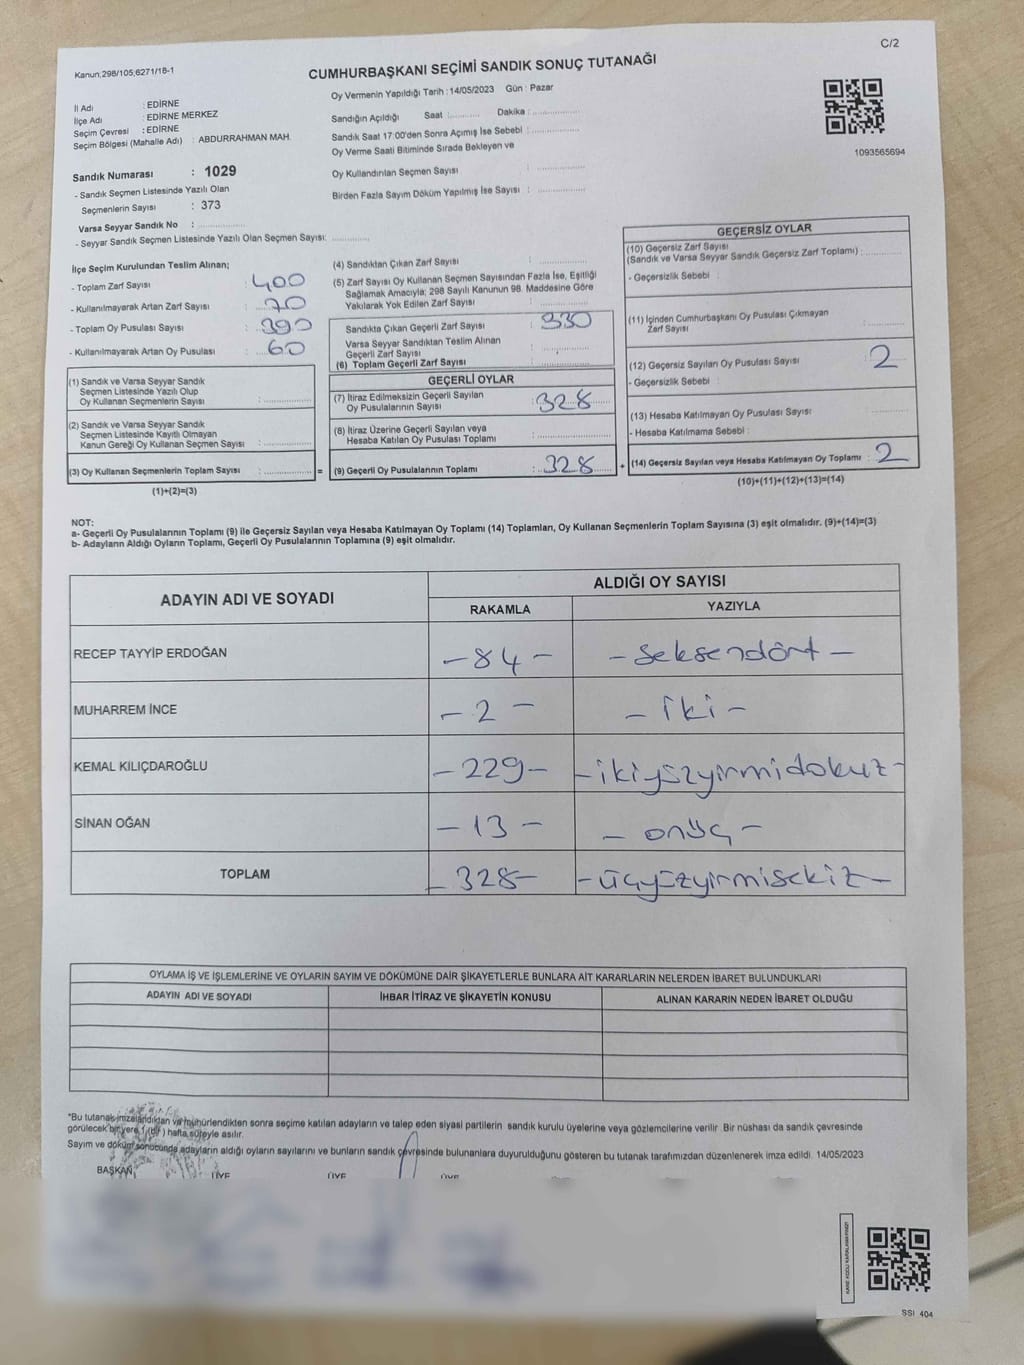 C/2
Kanun;298/105,6271/18-1
CUMHURBAŞKANI SEÇİMİ SANDIK SONUÇ TUTANAĞI
Oy Vermenin Yapıldığı Tarih :14/05/2023 Gün : Pazar
İl Adı : EDİRNE
İlçe Adı : EDİRNE MERKEZ
Seçim Çevresi : EDİRNE
Seçim Bölgesi (Mahalle Adı) : ABDURRAHMAN MAH.
Sandığın Açıldığı Saat :.......... Dakika :..............
Sandık Saat 17:00'den Sonra Açımış İse Sebebi :..............
Oy Verme Saati Bitiminde Sırada Bekleyen ve
Oy Kullandırılan Seçmen Sayısı :..............
Birden Fazla Sayım Döküm Yapılmış İse Sayısı :..............
1093565694
Sandık Numarası : 1029
- Sandık Seçmen Listesinde Yazılı Olan
Seçmenlerin Sayısı : 373
Varsa Seyyar Sandık No :..............
- Seyyar Sandık Seçmen Listesinde Yazılı Olan Seçmen Sayısı:............
İlçe Seçim Kurulundan Teslim Alınan;
- Toplam Zarf Sayısı : 400
- Kullanılmayarak Artan Zarf Sayısı : 70
- Toplam Oy Pusulası Sayısı : 390
- Kullanılmayarak Artan Oy Pusulası : 60
(4) Sandıktan Çıkan Zarf Sayısı :..............
(5) Zarf Sayısı Oy Kullanan Seçmen Sayısından Fazla İse, Eşitliği
Sağlamak Amacıyla; 298 Sayılı Kanunun 98. Maddesine Göre
Yakılarak Yok Edilen Zarf Sayısı :..............
Sandıkta Çıkan Geçerli Zarf Sayısı : 330
Varsa Seyyar Sandıktan Teslim Alınan
Geçerli Zarf Sayısı :..............
(6) Toplam Geçerli Zarf Sayısı :..............
GEÇERSİZ OYLAR
(10) Geçersiz Zarf Sayısı
(Sandık ve Varsa Seyyar Sandık Geçersiz Zarf Toplamı) :..........
- Geçersizlik Sebebi :
(11) İçinden Cumhurbaşkanı Oy Pusulası Çıkmayan
Zarf Sayısı :..........
(12) Geçersiz Sayılan Oy Pusulası Sayısı : 2
- Geçersizlik Sebebi :
(13) Hesaba Katılmayan Oy Pusulası Sayısı :..........
- Hesaba Katılmama Sebebi :
(14) Geçersiz Sayılan veya Hesaba Katılmayan Oy Toplamı : 2
(10)+(11)+(12)+(13)=(14)
(1) Sandık ve Varsa Seyyar Sandık
Seçmen Listesinde Yazılı Olup
Oy Kullanan Seçmenlerin Sayısı :..............
(2) Sandık ve Varsa Seyyar Sandık
Seçmen Listesinde Kayıtlı Olmayan
Kanun Gereği Oy Kullanan Seçmen Sayısı :..............
(3) Oy Kullanan Seçmenlerin Toplam Sayısı :.............. =
(1)+(2)=(3)
GEÇERLİ OYLAR
(7) İtiraz Edilmeksizin Geçerli Sayılan
Oy Pusulalarının Sayısı : 328
(8) İtiraz Üzerine Geçerli Sayılan veya
Hesaba Katılan Oy Pusulası Toplamı :..............
(9) Geçerli Oy Pusulalarının Toplamı : 328 +
NOT:
a- Geçerli Oy Pusulalarının Toplamı (9) ile Geçersiz Sayılan veya Hesaba Katılmayan Oy Toplamı (14) Toplamları, Oy Kullanan Seçmenlerin Toplam Sayısına (3) eşit olmalıdır. (9)+(14)=(3)
b- Adayların Aldığı Oyların Toplamı, Geçerli Oy Pusulalarının Toplamına (9) eşit olmalıdır.
ADAYIN ADI VE SOYADI ALDIĞI OY SAYISI
RAKAMLA YAZIYLA
RECEP TAYYİP ERDOĞAN - 84 - - Seksendört -
MUHARREM İNCE - 2 - - iki -
KEMAL KILIÇDAROĞLU - 229 - - ikiyüzyirmidokuz -
SİNAN OĞAN - 13 - - onüç -
TOPLAM - 328 - - üçyüzyirmisekiz -
OYLAMA İŞ VE İŞLEMLERİNE VE OYLARIN SAYIM VE DÖKÜMÜNE DAİR ŞİKAYETLERLE BUNLARA AİT KARARLARIN NELERDEN İBARET BULUNDUKLARI
ADAYIN ADI VE SOYADI İHBAR İTİRAZ VE ŞİKAYETİN KONUSU ALINAN KARARIN NEDEN İBARET OLDUĞU
*Bu tutanak imzalandıktan ve mühürlendikten sonra seçime katılan adayların ve talep eden siyasi partilerin sandık kurulu üyelerine veya gözlemcilerine verilir. Bir nüshası da sandık çevresinde
görülecek bir yere 1 (bir) hafta süreyle asılır.
Sayım ve döküm sonucunda adayların aldığı oyların sayılarını ve bunların sandık çevresinde bulunanlara duyurulduğunu gösteren bu tutanak tarafımızdan düzenlenerek imza edildi. 14/05/2023
BAŞKAN ÜYE ÜYE ÜYE
SSI 404